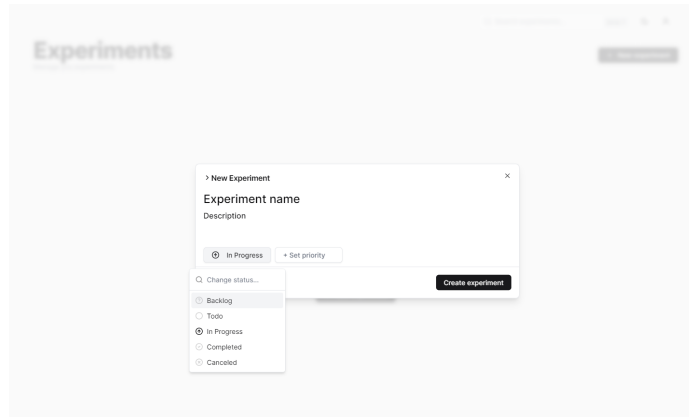 Experiments
New Experiment
Experiment name
Description
In Progress
+ Set priority
Change status...
Create experiment
Backlog
Todo
In Progress
Completed
Canceled